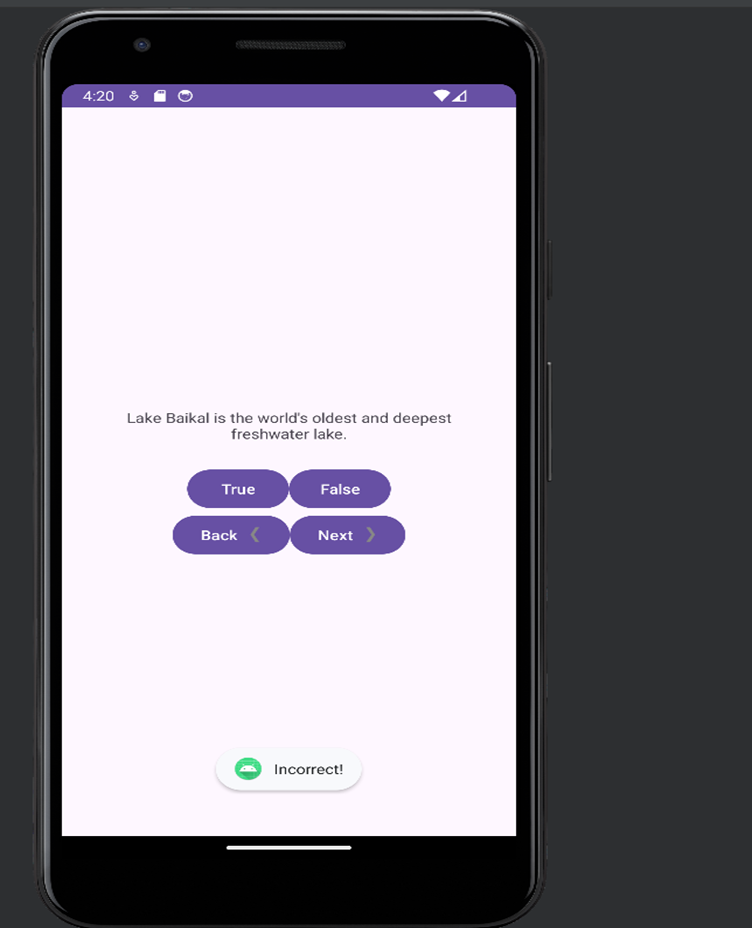 4:20
Lake Baikal is the world's oldest and deepest
freshwater lake.
True False
Back ❮ Next ❯
Incorrect!